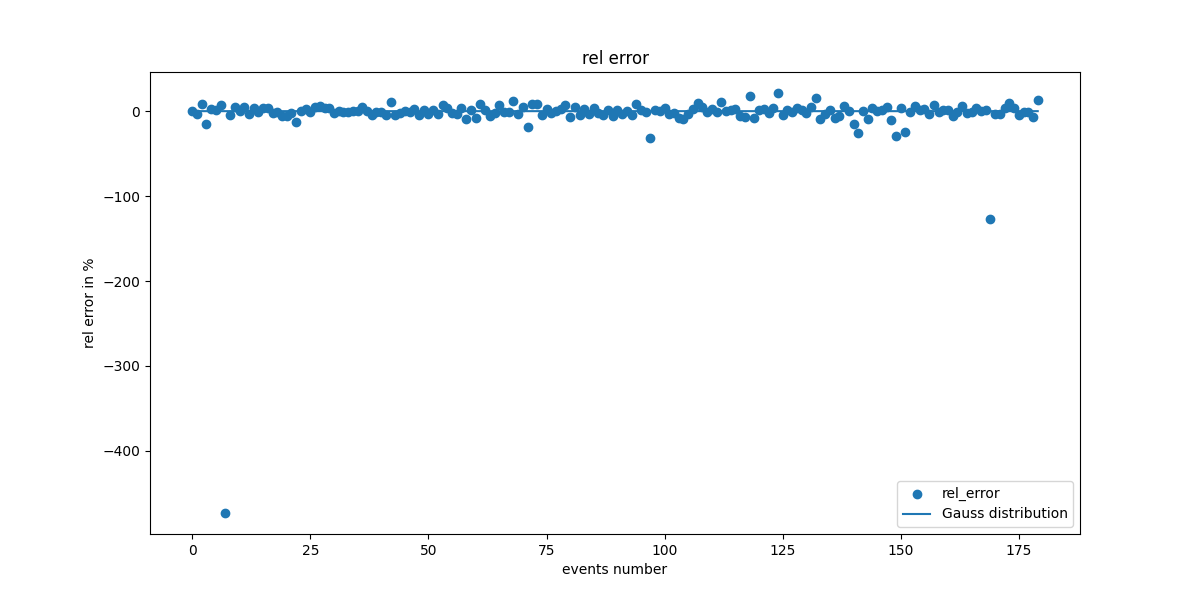 rel error
0
−100
−200
−300
−400
rel error in %
0
25
50
75
100
125
150
175
events number
rel_error
Gauss distribution